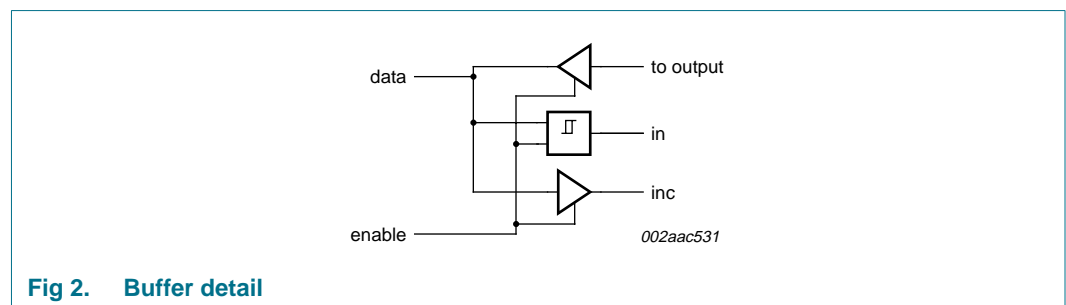 data
to output
in
inc
enable
002aac531
Fig 2. Buffer detail